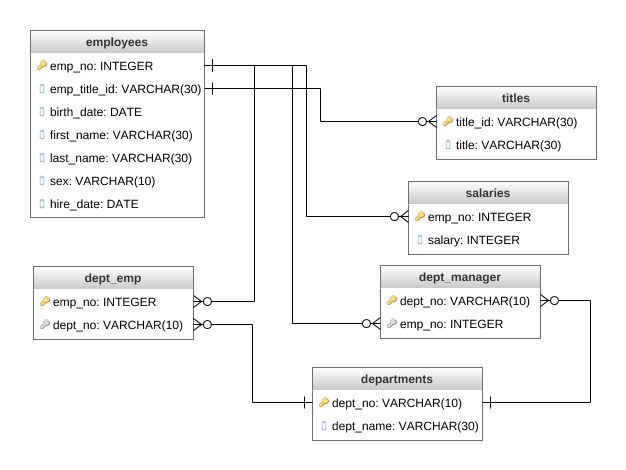 employees
emp_no: INTEGER
emp_title_id: VARCHAR(30)
birth_date: DATE
first_name: VARCHAR(30)
last_name: VARCHAR(30)
sex: VARCHAR(10)
hire_date: DATE
titles
title_id: VARCHAR(30)
title: VARCHAR(30)
salaries
emp_no: INTEGER
salary: INTEGER
dept_emp
emp_no: INTEGER
dept_no: VARCHAR(10)
dept_manager
dept_no: VARCHAR(10)
emp_no: INTEGER
departments
dept_no: VARCHAR(10)
dept_name: VARCHAR(30)